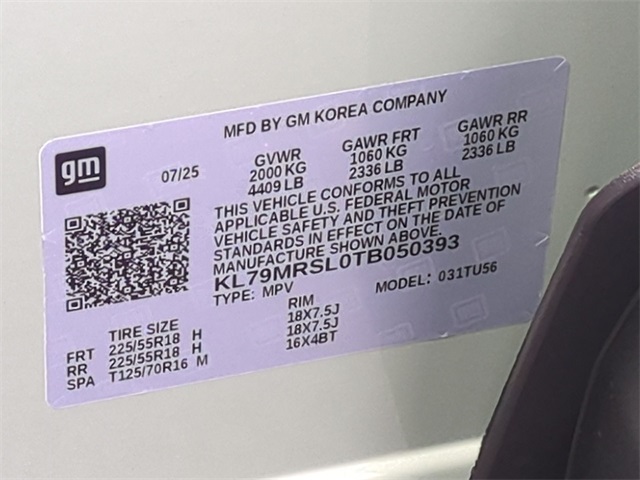 MFD BY GM KOREA COMPANY
gm
07/25
GVWR GAWR FRT GAWR RR
2000 KG 1060 KG 1060 KG
4409 LB 2336 LB 2336 LB
THIS VEHICLE CONFORMS TO ALL
APPLICABLE U.S. FEDERAL MOTOR
VEHICLE SAFETY AND THEFT PREVENTION
STANDARDS IN EFFECT ON THE DATE OF
MANUFACTURE SHOWN ABOVE.
KL79MRSL0TB050393
TYPE: MPV MODEL: 031TU56
TIRE SIZE RIM
FRT 225/55R18 H 18X7.5J
RR 225/55R18 H 18X7.5J
SPA T125/70R16 M 16X4BT